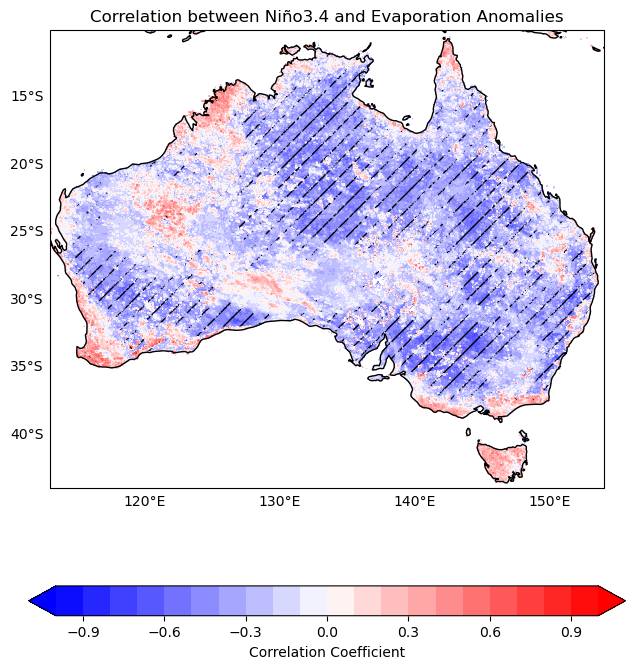 Correlation between Niño3.4 and Evaporation Anomalies
15°S
20°S
25°S
30°S
35°S
40°S
120°E 130°E 140°E 150°E
−0.9 −0.6 −0.3 0.0 0.3 0.6 0.9
Correlation Coefficient